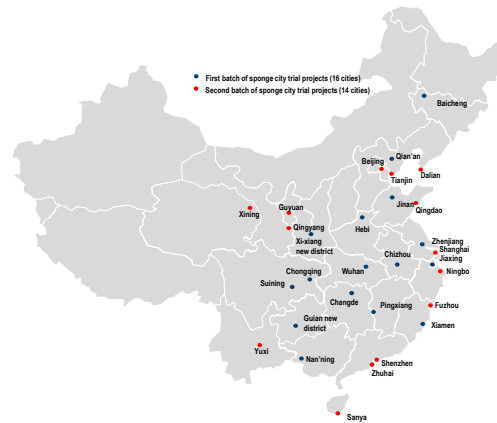 First batch of sponge city trial projects (16 cities)
Second batch of sponge city trial projects (14 cities)
Baicheng
Qian'an
Beijing
Tianjin
Dalian
Jinan
Qingdao
Xining
Guyuan
Qingyang
Xi-xiang
new district
Hebi
Zhenjiang
Shanghai
Jiaxing
Ningbo
Chizhou
Wuhan
Chongqing
Suining
Changde
Pingxiang
Fuzhou
Xiamen
Guian new
district
Yuxi
Nan'ning
Shenzhen
Zhuhai
Sanya